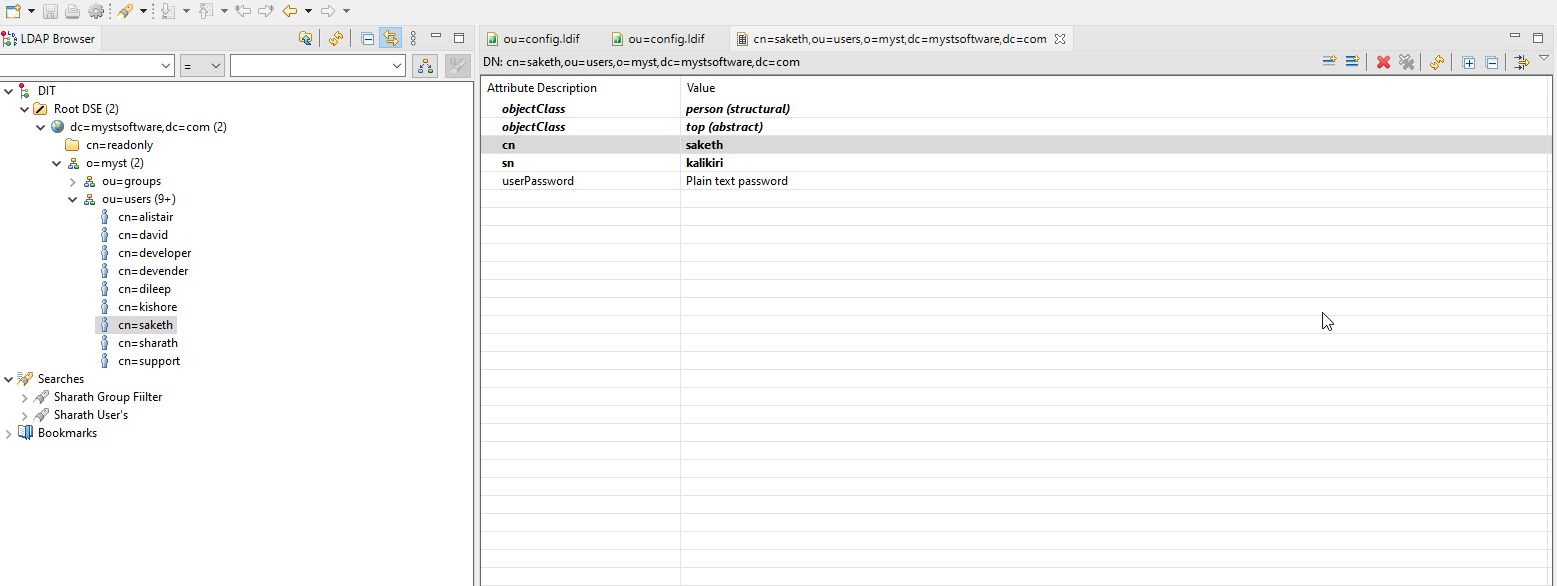 LDAP Browser
=
DIT
Root DSE (2)
dc=mystsoftware,dc=com (2)
cn=readonly
o=myst (2)
ou=groups
ou=users (9+)
cn=alistair
cn=david
cn=developer
cn=devender
cn=dileep
cn=kishore
cn=saketh
cn=sharath
cn=support
Searches
Sharath Group Fiilter
Sharath User's
Bookmarks
ou=config.ldif ou=config.ldif cn=saketh,ou=users,o=myst,dc=mystsoftware,dc=com
DN: cn=saketh,ou=users,o=myst,dc=mystsoftware,dc=com
Attribute Description Value
objectClass person (structural)
objectClass top (abstract)
cn saketh
sn kalikiri
userPassword Plain text password